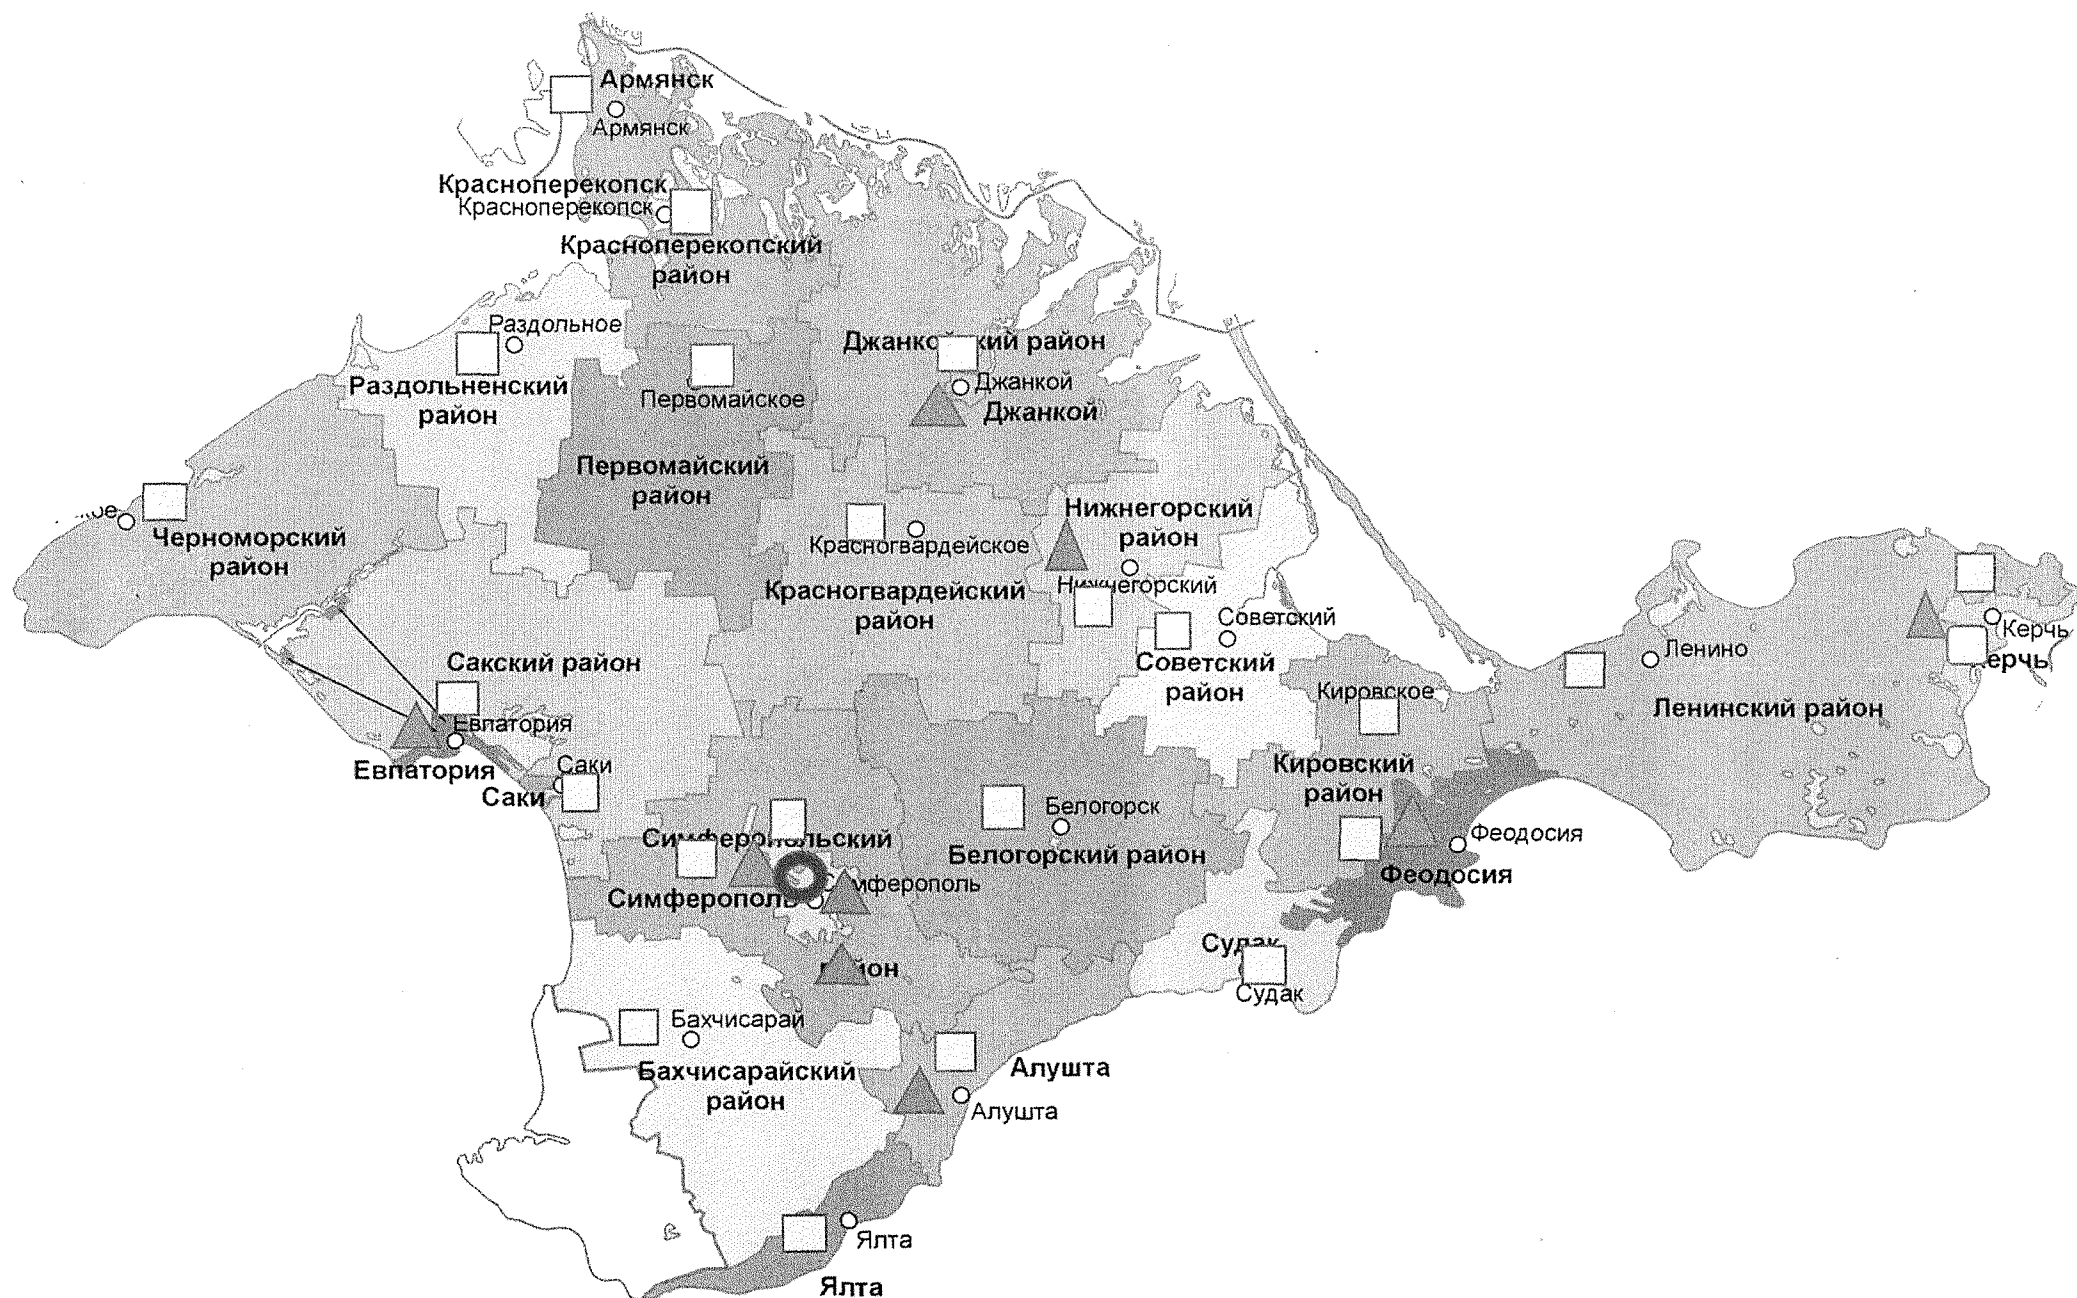 Армянск
Армянск
Красноперекопск
Красноперекопск
Красноперекопский
район
Раздольное
Раздольненский
район
Первомайское
Джанкойский район
Джанкой
Джанкой
Первомайский
район
Черноморский
район
Нижнегорский
район
Красногвардейское
Нижнегорский
Красногвардейский
район
Советский
Советский
район
Керчь
Керчь
Ленино
Сакский район
Кировское
Ленинский район
Евпатория
Евпатория
Саки
Саки
Кировский
район
Белогорск
Феодосия
Симферопольский
Белогорский район
Феодосия
Симферополь
Симферополь
Судак
район
Судак
Бахчисарай
Бахчисарайский
район
Алушта
Алушта
Ялта
Ялта